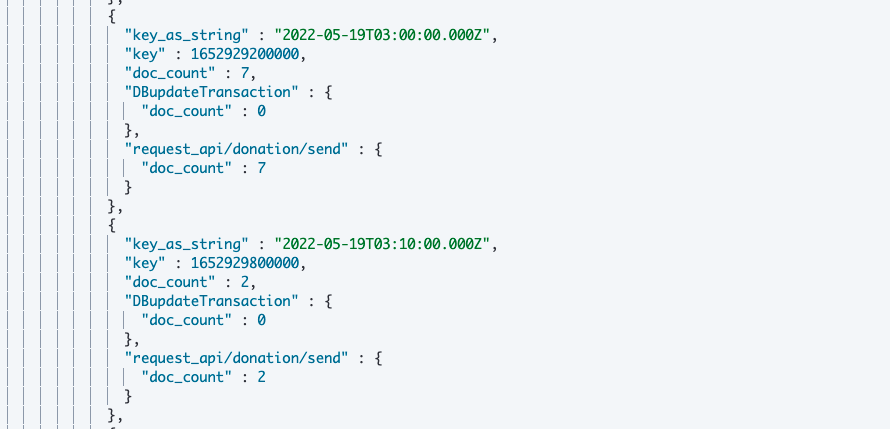 },
{
"key_as_string" : "2022-05-19T03:00:00.000Z",
"key" : 1652929200000,
"doc_count" : 7,
"DBupdateTransaction" : {
"doc_count" : 0
},
"request_api/donation/send" : {
"doc_count" : 7
}
},
{
"key_as_string" : "2022-05-19T03:10:00.000Z",
"key" : 1652929800000,
"doc_count" : 2,
"DBupdateTransaction" : {
"doc_count" : 0
},
"request_api/donation/send" : {
"doc_count" : 2
}
},
{